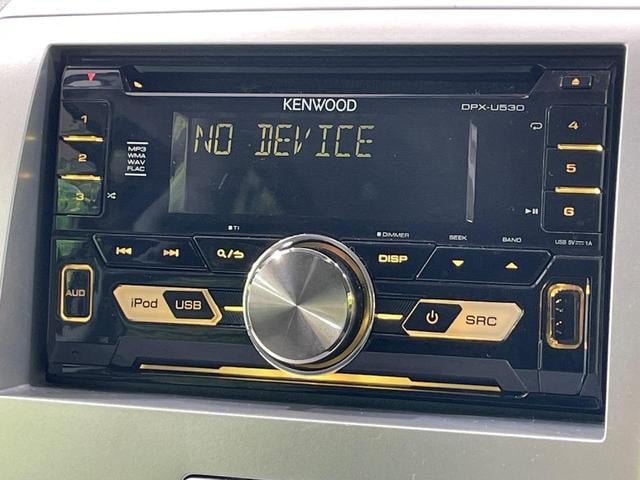 KENWOOD
DPX-U530
NO DEVICE
1
2
3
MP3
WMA
WAV
FLAC
4
5
6
USB 5V⎓1A
TI
DIMMER
SEEK
BAND
DISP
AUD
iPod
USB
SRC